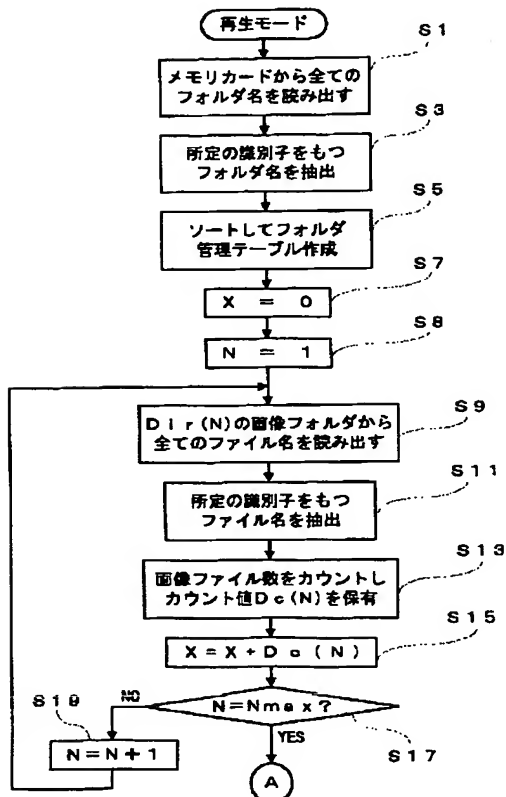 再生モード
S1
メモリカードから全ての
フォルダ名を読み出す
S3
所定の識別子をもつ
フォルダ名を抽出
S5
ソートしてフォルダ
管理テーブル作成
S7
X = 0
S8
N = 1
S9
Dir(N)の画像フォルダから
全てのファイル名を読み出す
S11
所定の識別子をもつ
ファイル名を抽出
S13
画像ファイル数をカウントし
カウント値Dc(N)を保有
S15
X=X+Dc(N)
S19
NO
N=Nmax?
N=N+1
YES
S17
A